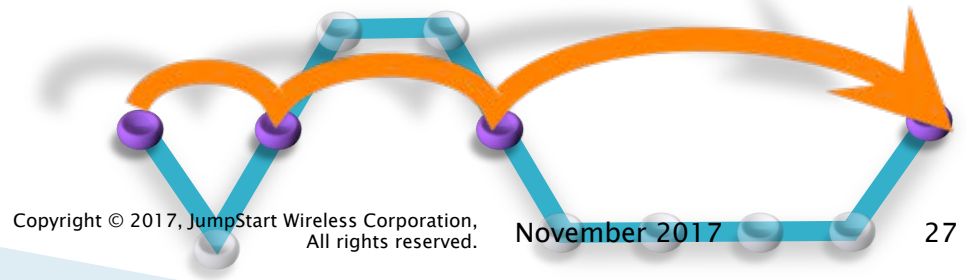 Copyright © 2017, JumpStart Wireless Corporation,
All rights reserved.
November 2017
27